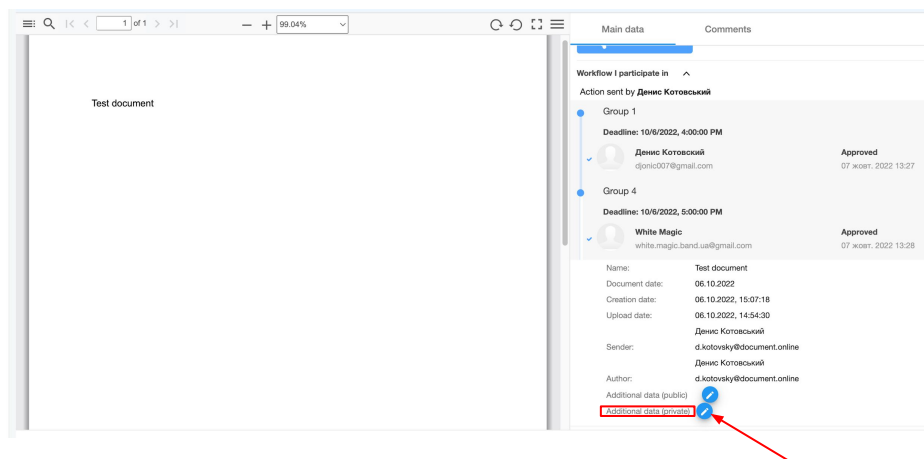 1 of 1
99.04%
Main data
Comments
Test document
Workflow I participate in
Action sent by Денис Котовський
Group 1
Deadline: 10/6/2022, 4:00:00 PM
Денис Котовский
Approved
djonic007@gmail.com
07 жовт. 2022 13:27
Group 4
Deadline: 10/6/2022, 5:00:00 PM
White Magic
Approved
white.magic.band.ua@gmail.com
07 жовт. 2022 13:28
Name: Test document
Document date: 06.10.2022
Creation date: 06.10.2022, 15:07:18
Upload date: 06.10.2022, 14:54:30
Денис Котовський
Sender: d.kotovsky@document.online
Денис Котовський
Author: d.kotovsky@document.online
Additional data (public)
Additional data (private)